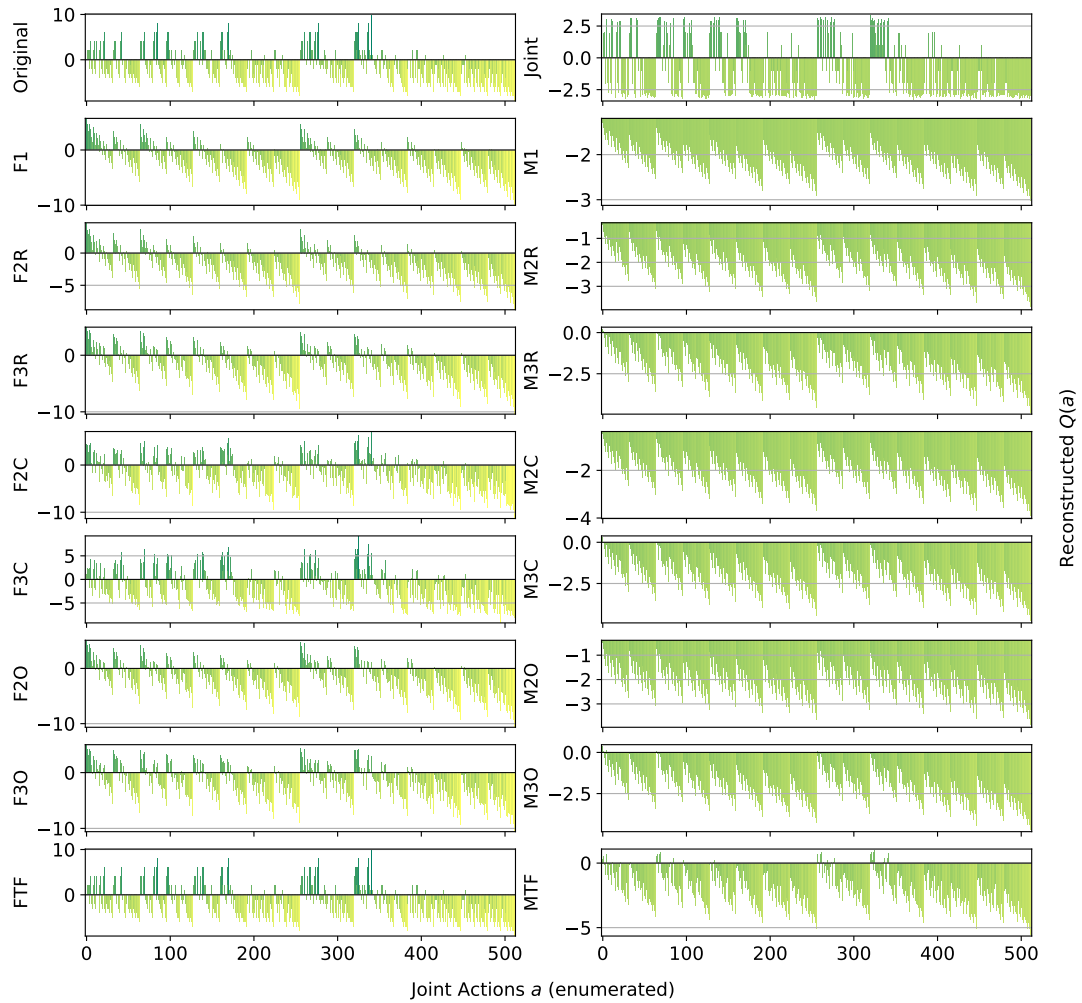 Original
10
0
Joint
2.5
0.0
−2.5
F1
0
−10
M1
−2
−3
F2R
0
−5
M2R
−1
−2
−3
F3R
0
−10
M3R
0.0
−2.5
F2C
0
−10
M2C
−2
−4
F3C
5
0
−5
M3C
0.0
−2.5
F2O
0
−10
M2O
−1
−2
−3
F3O
0
−10
M3O
0.0
−2.5
FTF
10
0
MTF
0
−5
0 100 200 300 400 500
0 100 200 300 400 500
Joint Actions a (enumerated)
Reconstructed Q(a)